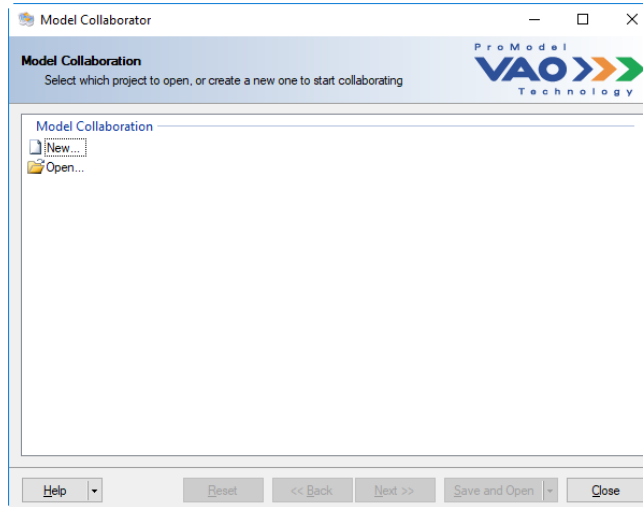 Model Collaborator
Model Collaboration
Select which project to open, or create a new one to start collaborating
ProModel
VAO
Technology
Model Collaboration
New...
Open...
Help
Reset
<< Back
Next >>
Save and Open
Close